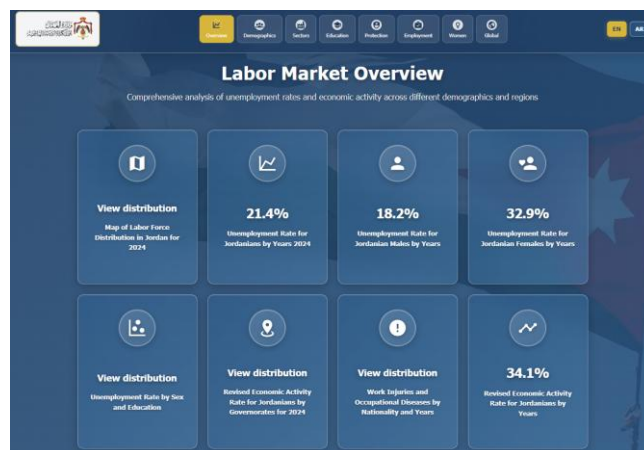 Overview
Demographics
Sectors
Education
Protection
Employment
Women
Global
EN
AR
Labor Market Overview
Comprehensive analysis of unemployment rates and economic activity across different demographics and regions
View distribution
Map of Labor Force
Distribution in Jordan for
2024
21.4%
Unemployment Rate for
Jordanians by Years 2024
18.2%
Unemployment Rate for
Jordanian Males by Years
32.9%
Unemployment Rate for
Jordanian Females by Years
View distribution
Unemployment Rate by Sex
and Education
View distribution
Revised Economic Activity
Rate for Jordanians by
Governorates for 2024
View distribution
Work Injuries and
Occupational Diseases by
Nationality and Years
34.1%
Revised Economic Activity
Rate for Jordanians by
Years